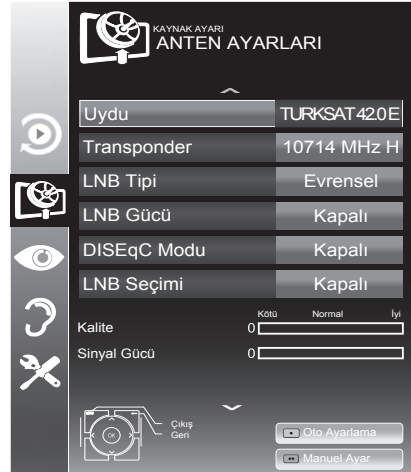 KAYNAK AYARI
ANTEN AYARLARI
Uydu TURKSAT 42.0 E
Transponder 10714 MHz H
LNB Tipi Evrensel
LNB Gücü Kapalı
DISEqC Modu Kapalı
LNB Seçimi Kapalı
Kötü Normal İyi
Kalite 0
Sinyal Gücü 0
Çıkış
Geri
OK
Oto Ayarlama
Manuel Ayar